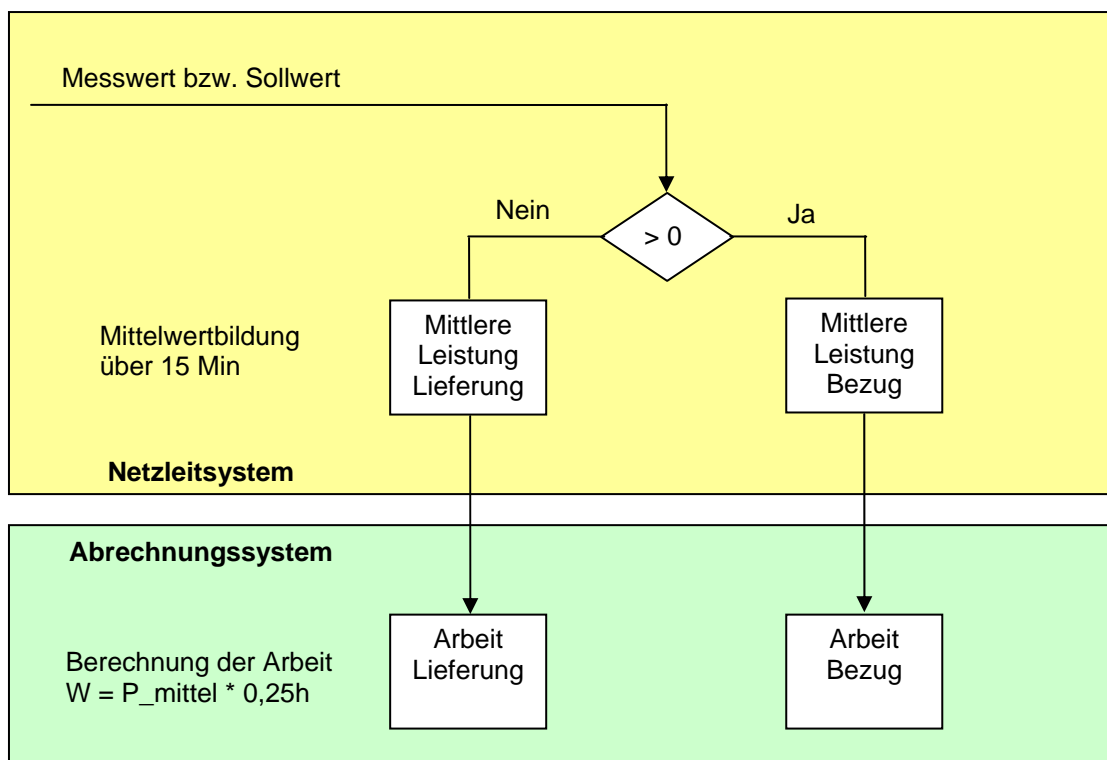 Messwert bzw. Sollwert
Nein
Ja
> 0
Mittelwertbildung
über 15 Min
Mittlere
Leistung
Lieferung
Mittlere
Leistung
Bezug
Netzleitsystem
Abrechnungssystem
Berechnung der Arbeit
W = P_mittel * 0,25h
Arbeit
Lieferung
Arbeit
Bezug